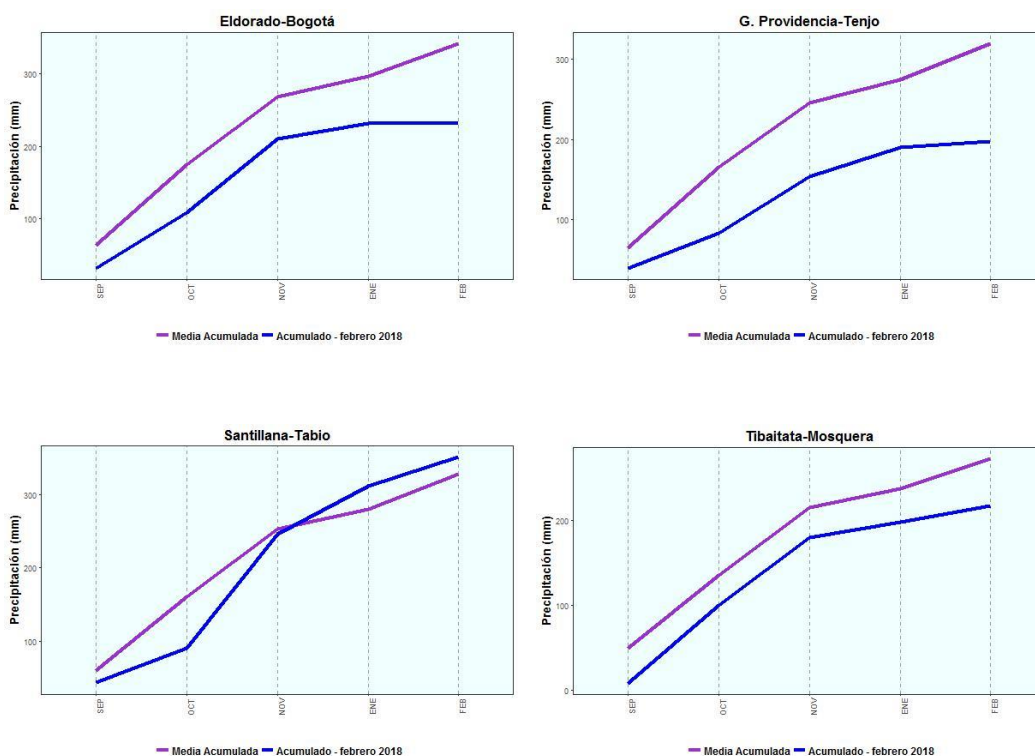 Eldorado-Bogotá
Precipitación (mm)
300
200
100
SEP OCT NOV ENE FEB
Media Acumulada Acumulado - febrero 2018
G. Providencia-Tenjo
Precipitación (mm)
300
200
100
SEP OCT NOV ENE FEB
Media Acumulada Acumulado - febrero 2018
Santillana-Tabio
Precipitación (mm)
300
200
100
SEP OCT NOV ENE FEB
Media Acumulada Acumulado - febrero 2018
Tibaitata-Mosquera
Precipitación (mm)
200
100
0
SEP OCT NOV ENE FEB
Media Acumulada Acumulado - febrero 2018